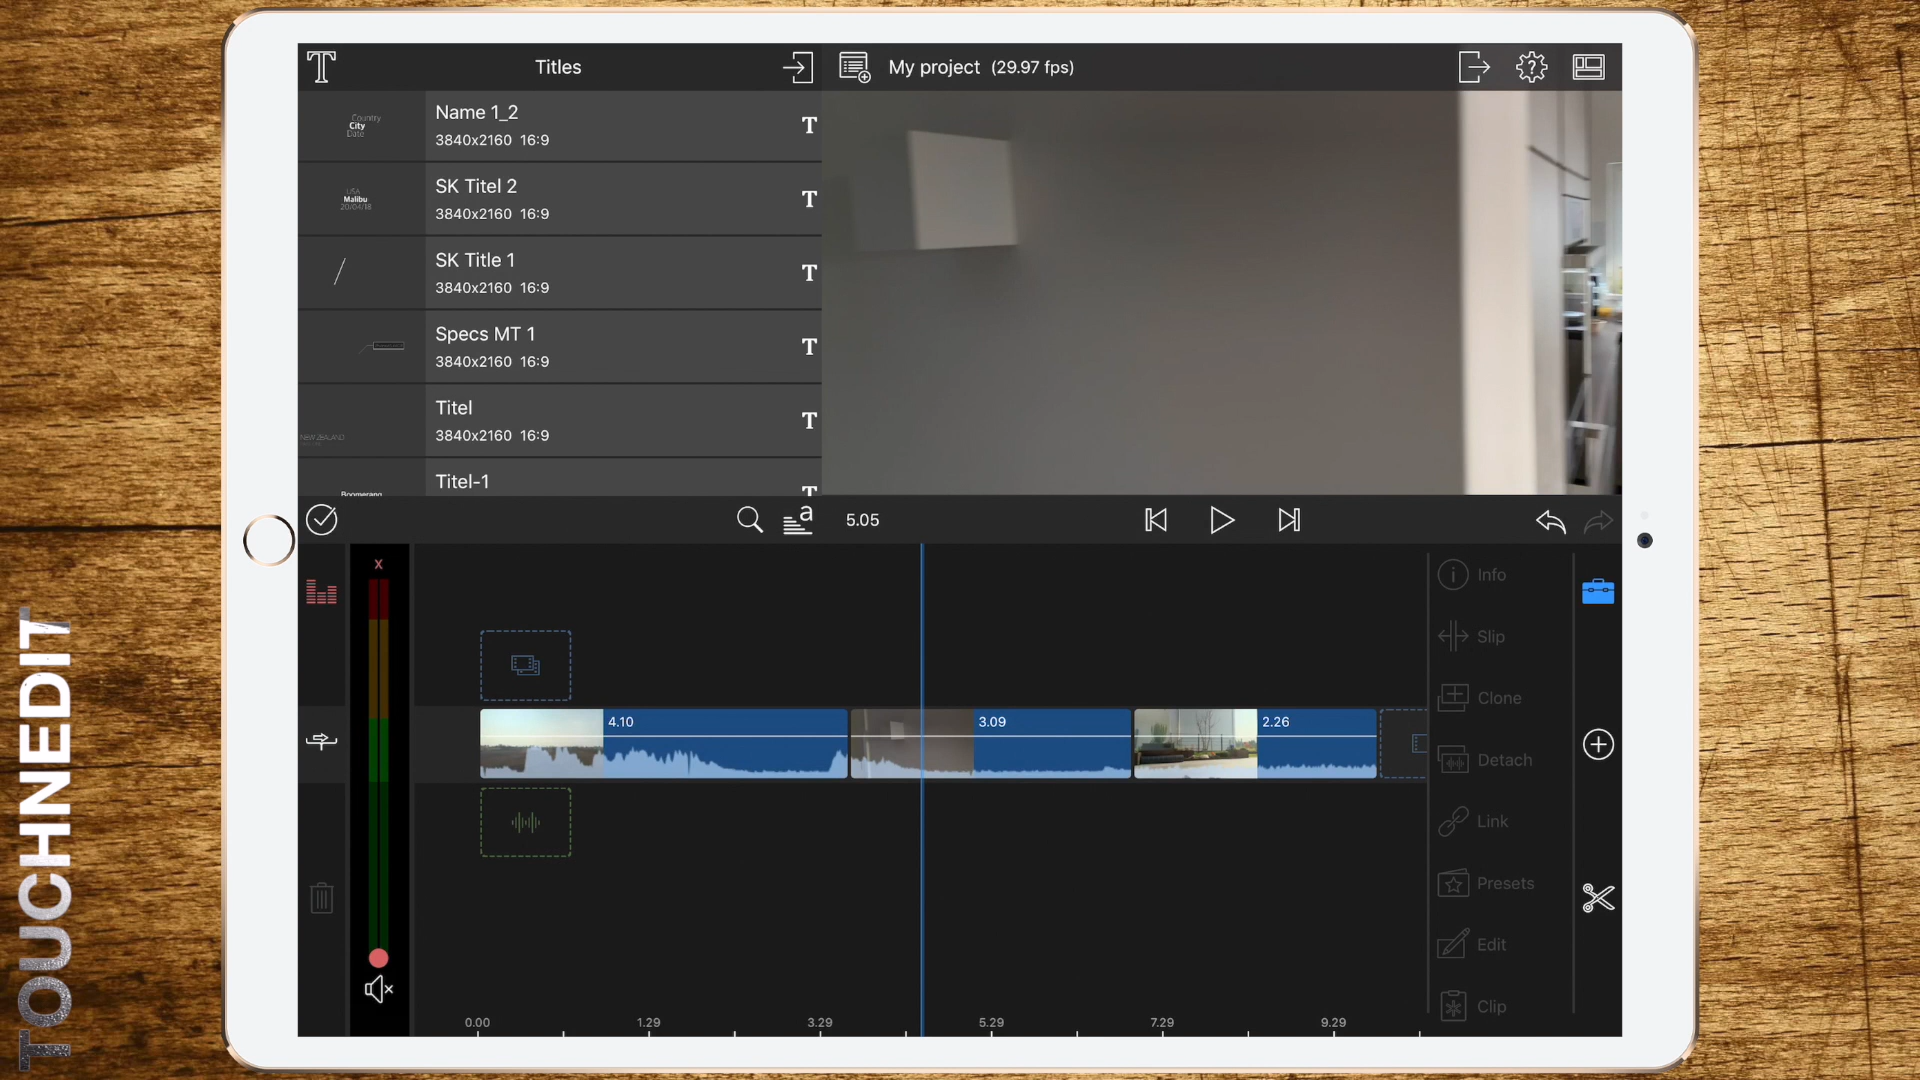 Titles
My project (29.97 fps)
Country
City
Date
Name 1_2
3840x2160 16:9
T
USA
Malibu
20/04/18
SK Titel 2
3840x2160 16:9
T
SK Title 1
3840x2160 16:9
T
Specs MT 1
3840x2160 16:9
T
NEW ZEALAND
Titel
3840x2160 16:9
T
Boomerang
Titel-1
T
a
5.05
x
4.10
3.09
2.26
Info
Slip
Clone
Detach
Link
Presets
Edit
Clip
0.00
1.29
3.29
5.29
7.29
9.29
TOUCHNEDIT